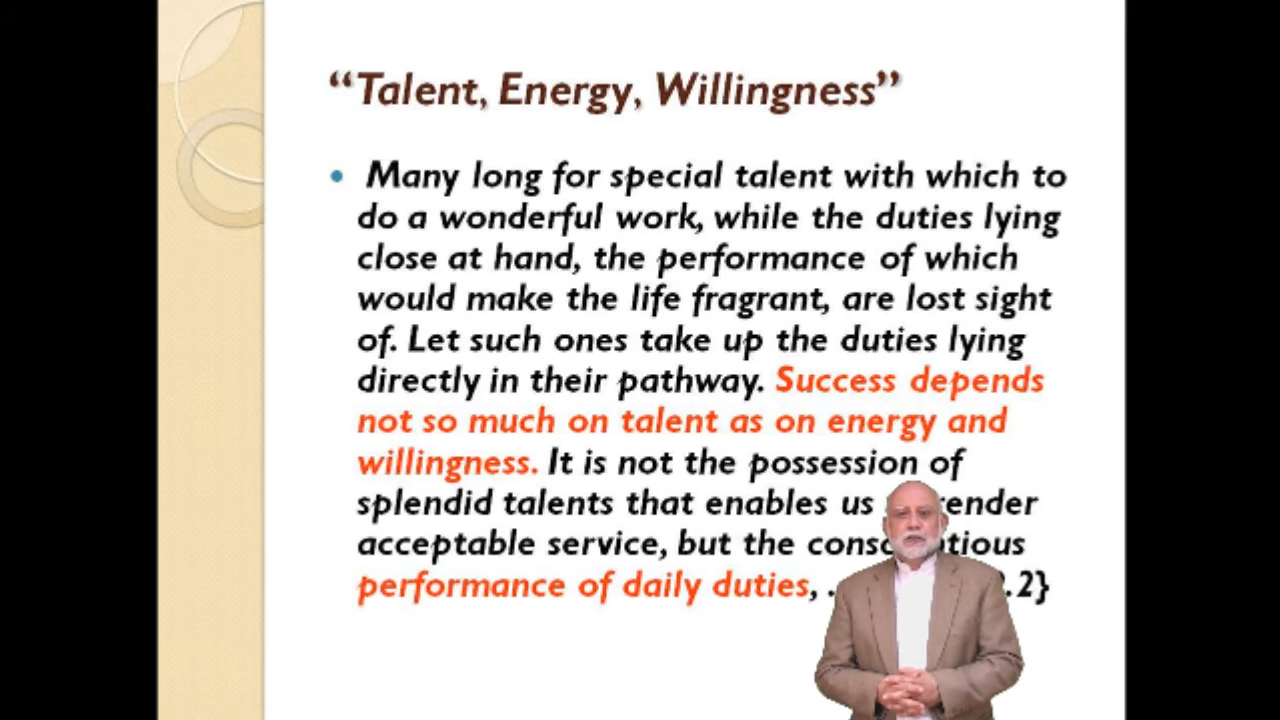 “Talent, Energy, Willingness”
• Many long for special talent with which to
do a wonderful work, while the duties lying
close at hand, the performance of which
would make the life fragrant, are lost sight
of. Let such ones take up the duties lying
directly in their pathway. Success depends
not so much on talent as on energy and
willingness. It is not the possession of
splendid talents that enables us render
acceptable service, but the conscientious
performance of daily duties, .2}